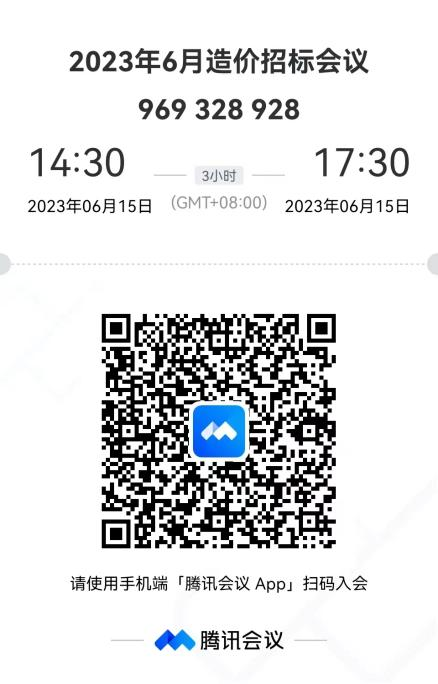 2023年6月造价招标会议
969 328 928
14:30 3小时 17:30
2023年06月15日 (GMT+08:00) 2023年06月15日
请使用手机端「腾讯会议 App」扫码入会
腾讯会议